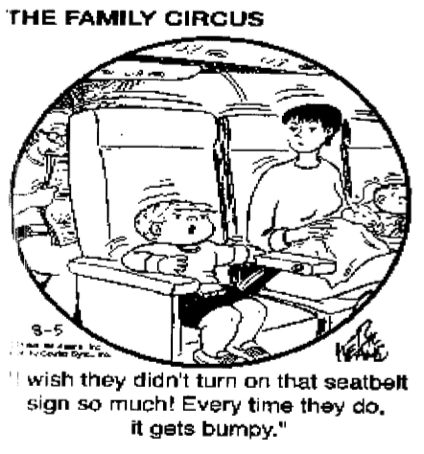 THE FAMILY CIRCUS
8-5
"I wish they didn't turn on that seatbelt
sign so much! Every time they do,
it gets bumpy."